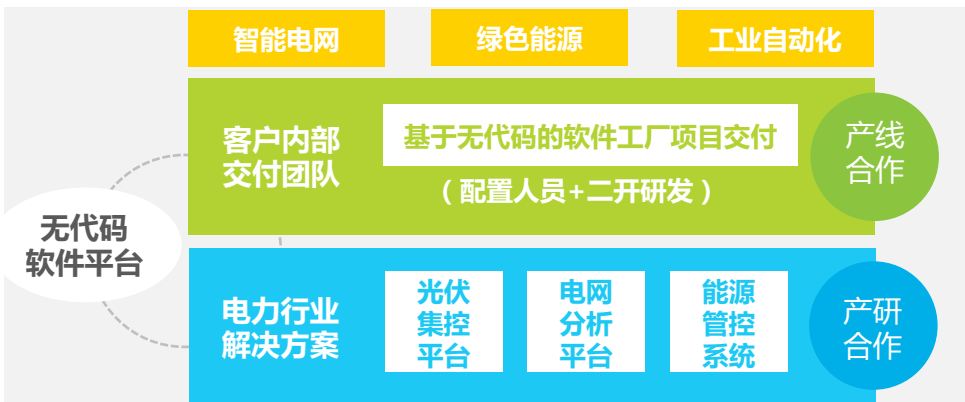 智能电网
绿色能源
工业自动化
客户内部
交付团队
基于无代码的软件工厂项目交付
（配置人员+二开研发）
产线
合作
无代码
软件平台
电力行业
解决方案
光伏
集控
平台
电网
分析
平台
能源
管控
系统
产研
合作